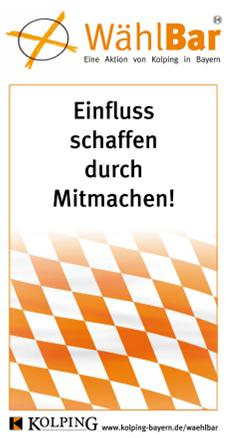 WählBar
Eine Aktion von Kolping in Bayern
Einfluss
schaffen
durch
Mitmachen!
KOLPING www.kolping-bayern.de/waehlbar